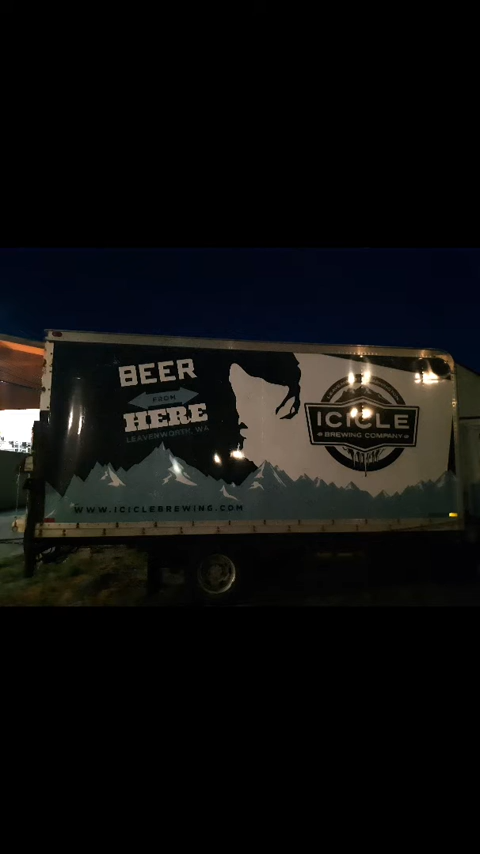 BEER
FROM
HERE
LEAVENWORTH, WA
WWW.ICICLEBREWING.COM
ICICLE
BREWING COMPANY